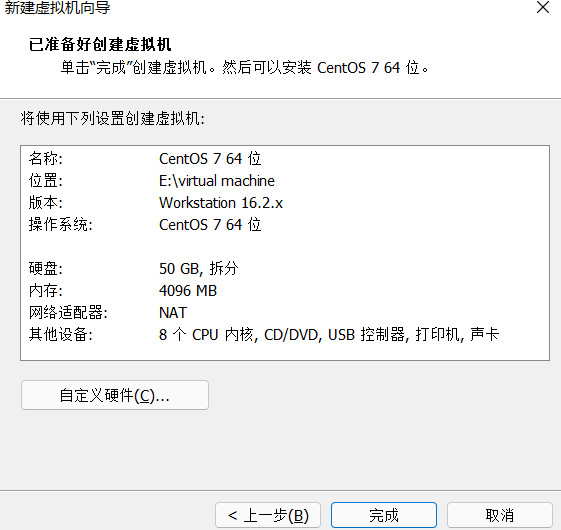 新建虚拟机向导
已准备好创建虚拟机
单击“完成”创建虚拟机。然后可以安装 CentOS 7 64 位。
将使用下列设置创建虚拟机:
名称: CentOS 7 64 位
位置: E:\virtual machine
版本: Workstation 16.2.x
操作系统: CentOS 7 64 位
硬盘: 50 GB, 拆分
内存: 4096 MB
网络适配器: NAT
其他设备: 8 个 CPU 内核, CD/DVD, USB 控制器, 打印机, 声卡
自定义硬件(C)...
< 上一步(B) 完成 取消